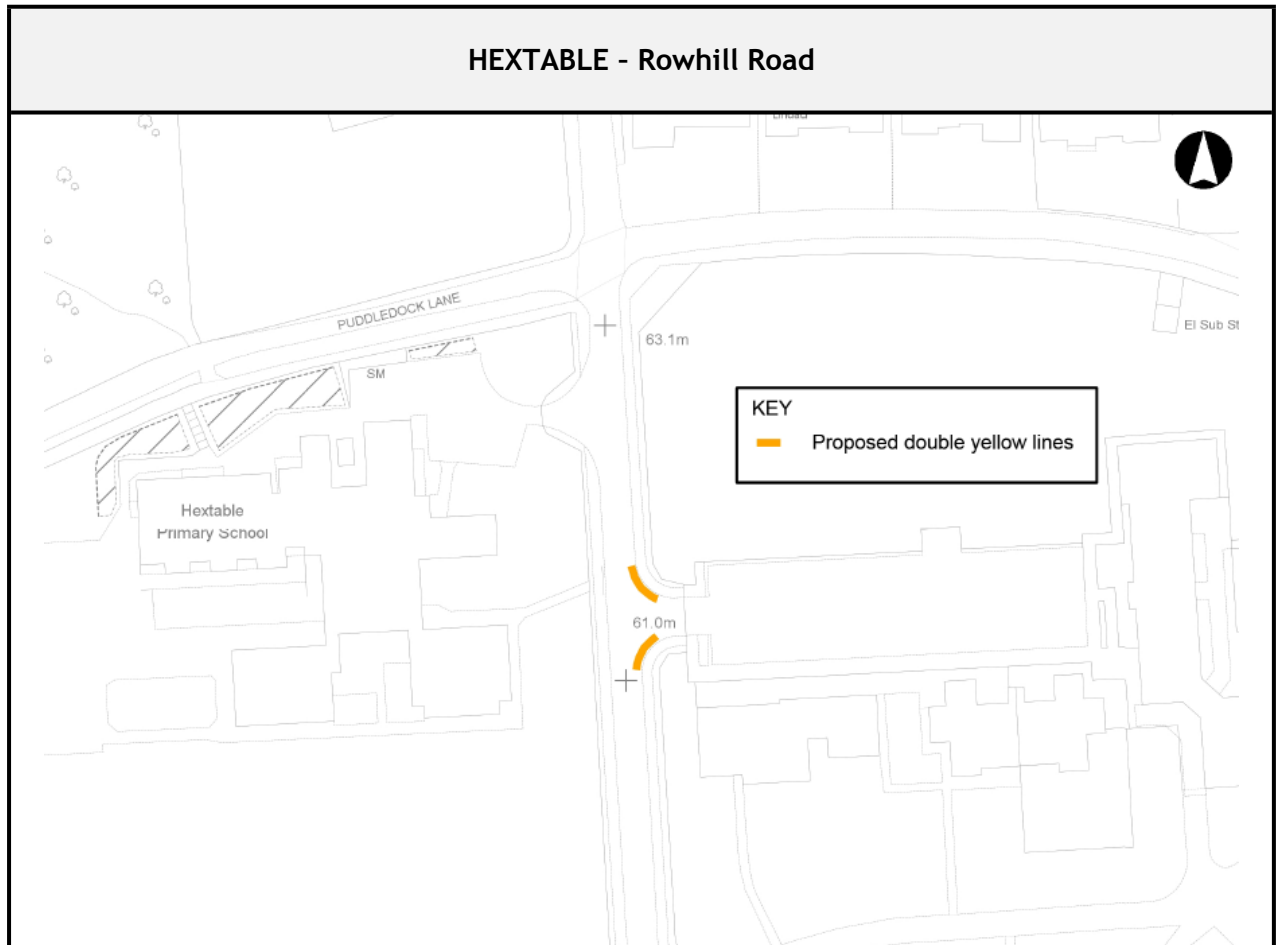 HEXTABLE – Rowhill Road
PUDDLEDOCK LANE
63.1m
El Sub St
SM
KEY
Proposed double yellow lines
Hextable
Primary School
61.0m